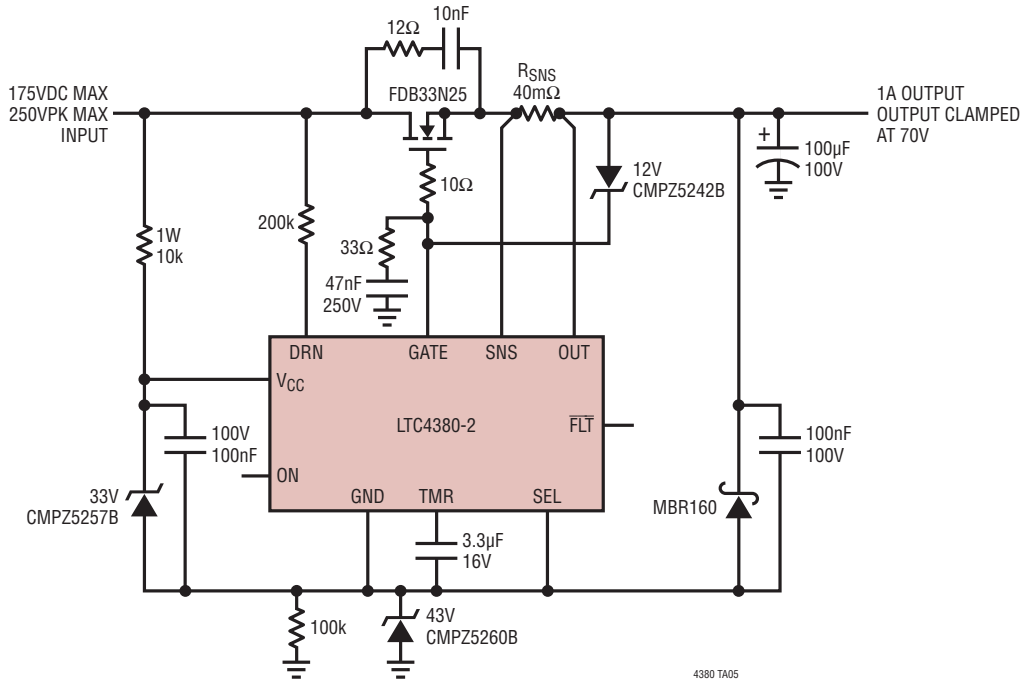 12Ω
10nF
175VDC MAX
250VPK MAX
INPUT
FDB33N25
RSNS
40mΩ
1A OUTPUT
OUTPUT CLAMPED
AT 70V
+
100µF
100V
12V
CMPZ5242B
10Ω
200k
33Ω
1W
10k
47nF
250V
DRN
GATE
SNS
OUT
VCC
LTC4380-2
FLT
100V
100nF
100nF
100V
ON
33V
CMPZ5257B
GND
TMR
SEL
MBR160
3.3µF
16V
100k
43V
CMPZ5260B
4380 TA05